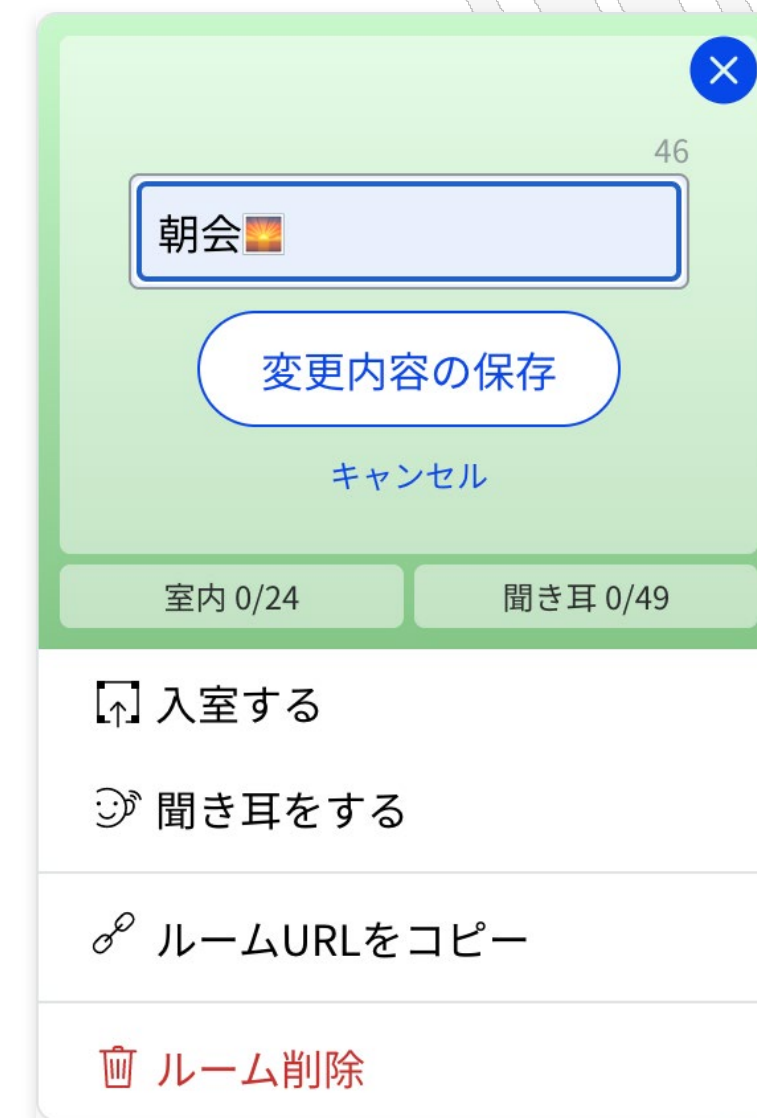 46
朝会🌅
変更内容の保存
キャンセル
室内 0/24
聞き耳 0/49
入室する
聞き耳をする
ルームURLをコピー
ルーム削除